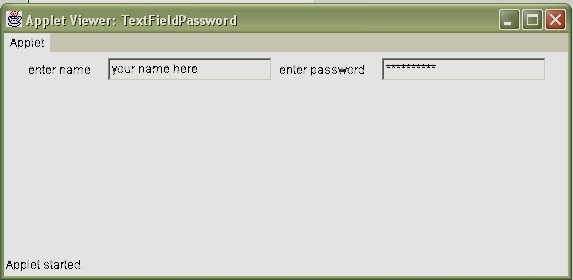 Applet Viewer: TextFieldPassword
Applet
enter name your name here enter password **********
Applet started